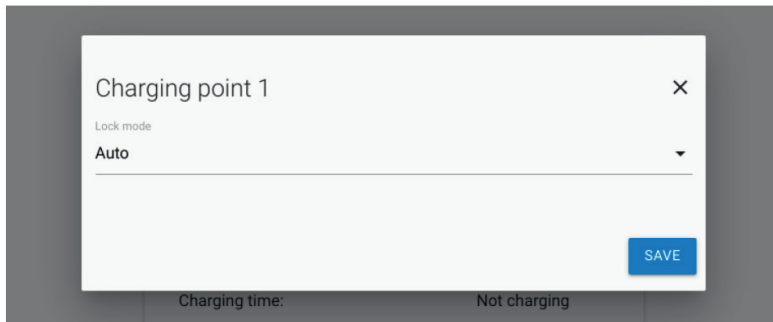 Charging point 1
Lock mode
Auto
SAVE
Charging time: Not charging